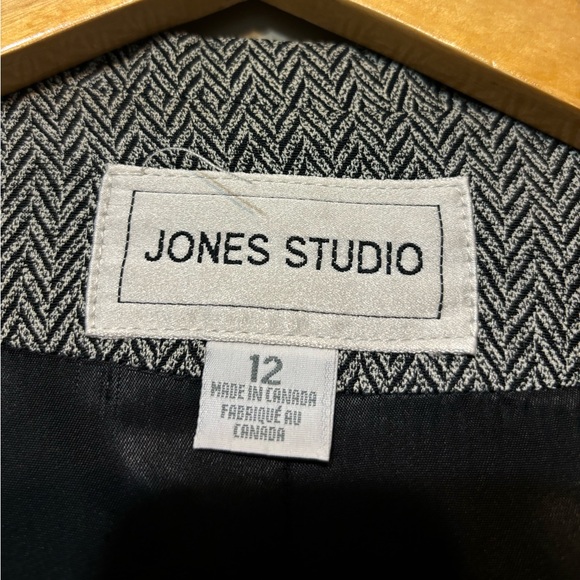 JONES STUDIO
12
MADE IN CANADA
FABRIQUÉ AU
CANADA